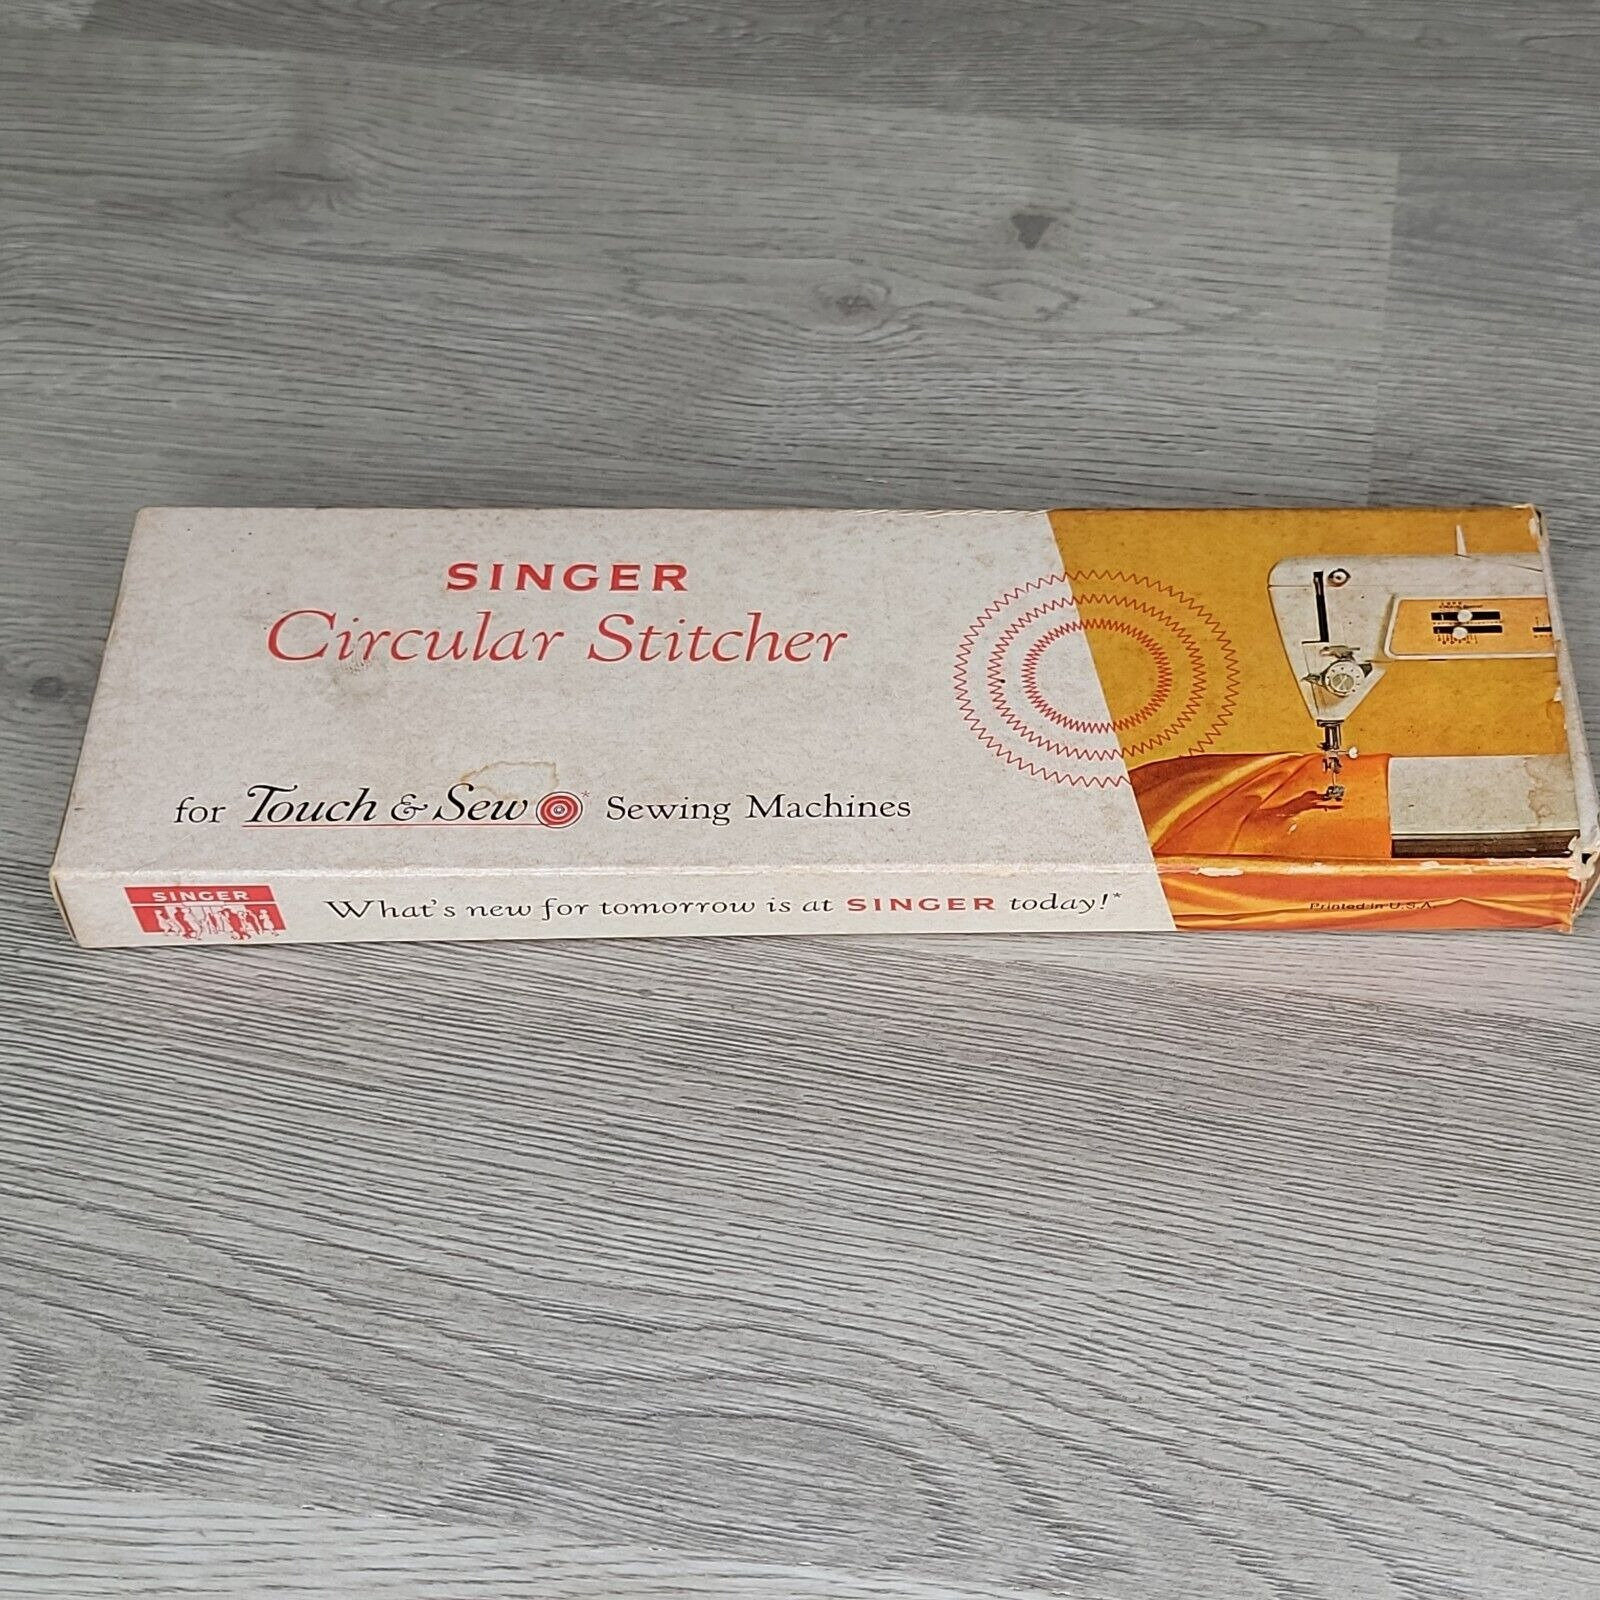 SINGER
Circular Stitcher
for Touch & Sew* Sewing Machines
SINGER
What's new for tomorrow is at SINGER today!*
Printed in U.S.A.